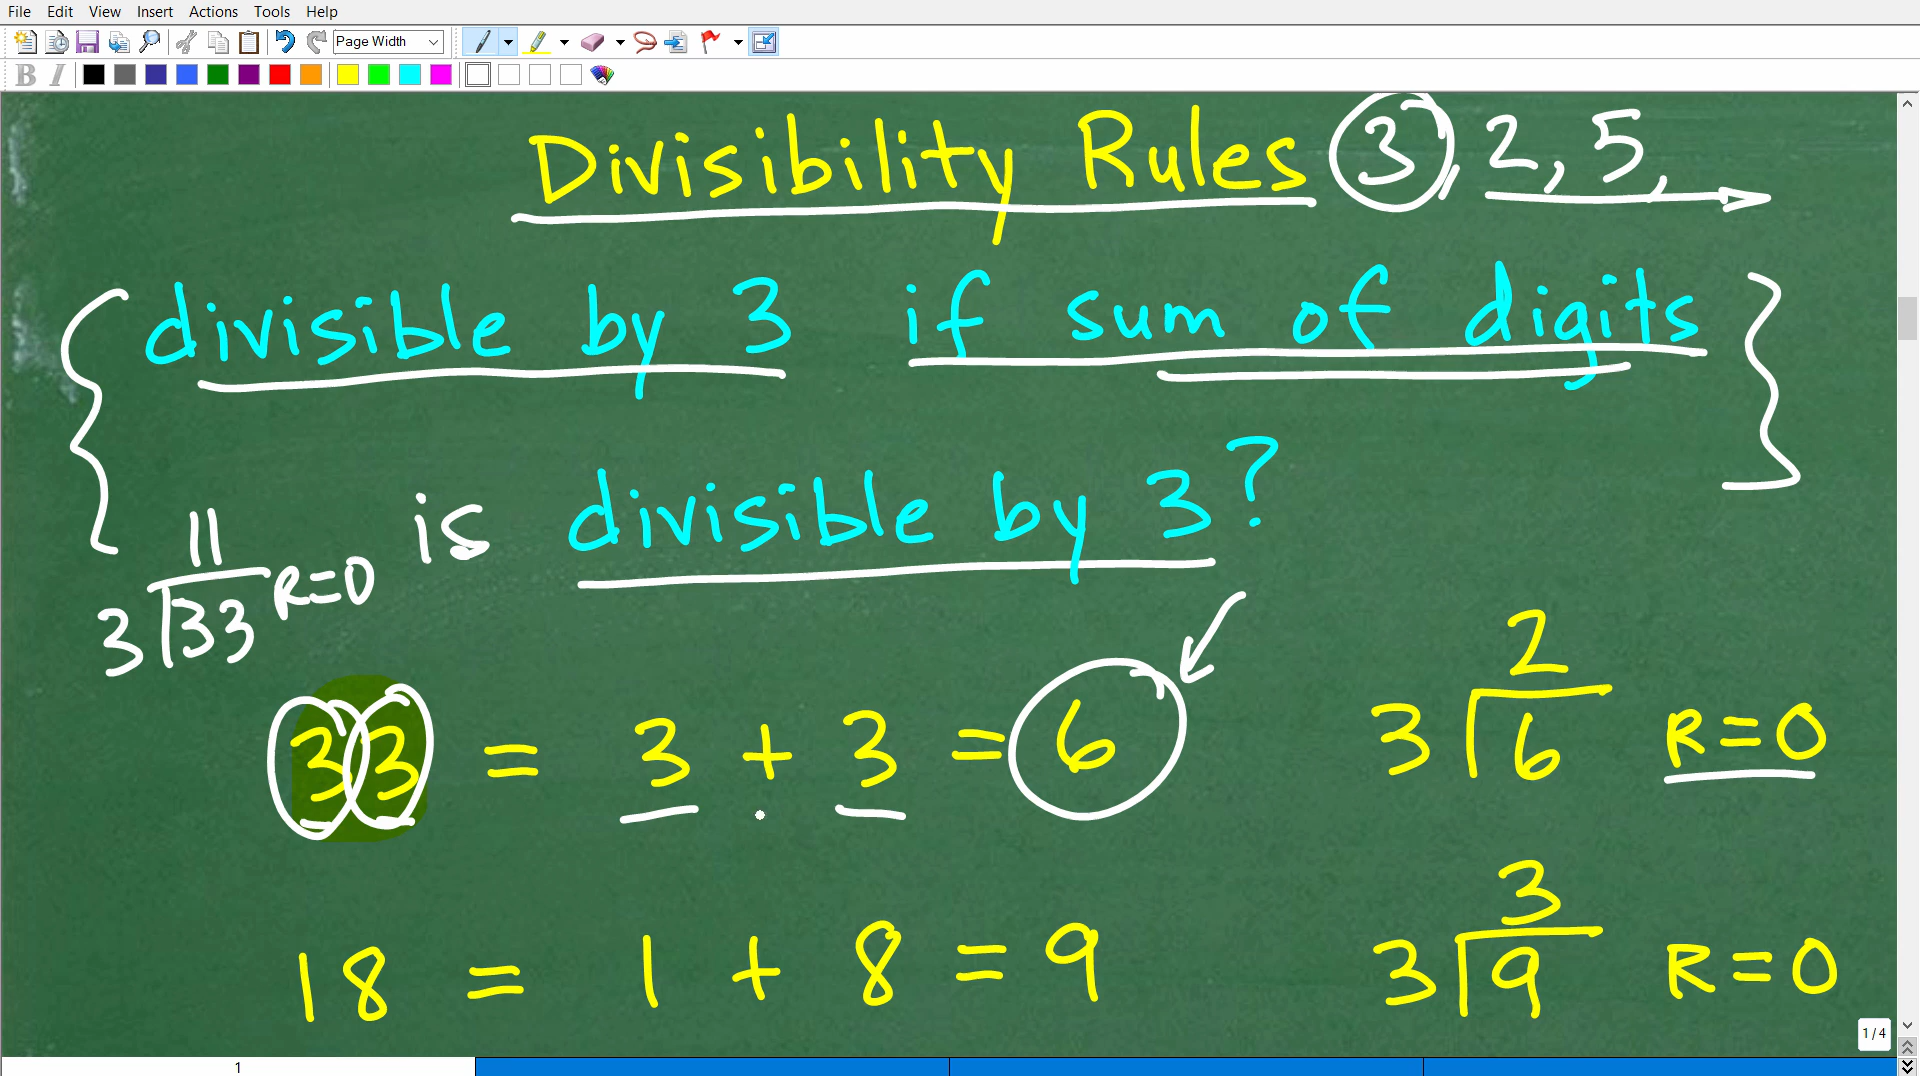 File Edit View Insert Actions Tools Help
Page Width
B I
Divisibility Rules 3, 2, 5,
divisible by 3 if sum of digits
is divisible by 3?
11
3 33 R=0
33 = 3 + 3 = 6
2
3 6 R=0
18 = 1 + 8 = 9
3
3 9 R=0
1 / 4
1